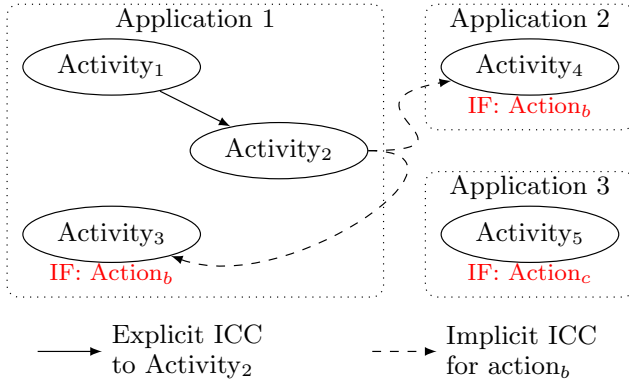 Application 1
Activity₁
Activity₂
Activity₃
IF: Action_b
Application 2
Activity₄
IF: Action_b
Application 3
Activity₅
IF: Action_c
Explicit ICC
to Activity₂
Implicit ICC
for action_b